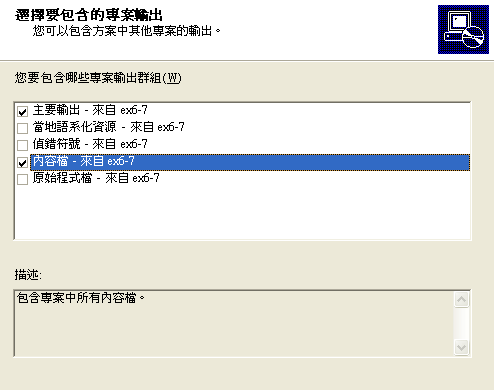 選擇要包含的專案輸出
您可以包含方案中其他專案的輸出。
您要包含哪些專案輸出群組(W)
主要輸出 - 來自 ex6-7
當地語系化資源 - 來自 ex6-7
偵錯符號 - 來自 ex6-7
內容檔 - 來自 ex6-7
原始程式檔 - 來自 ex6-7
描述:
包含專案中所有內容檔。